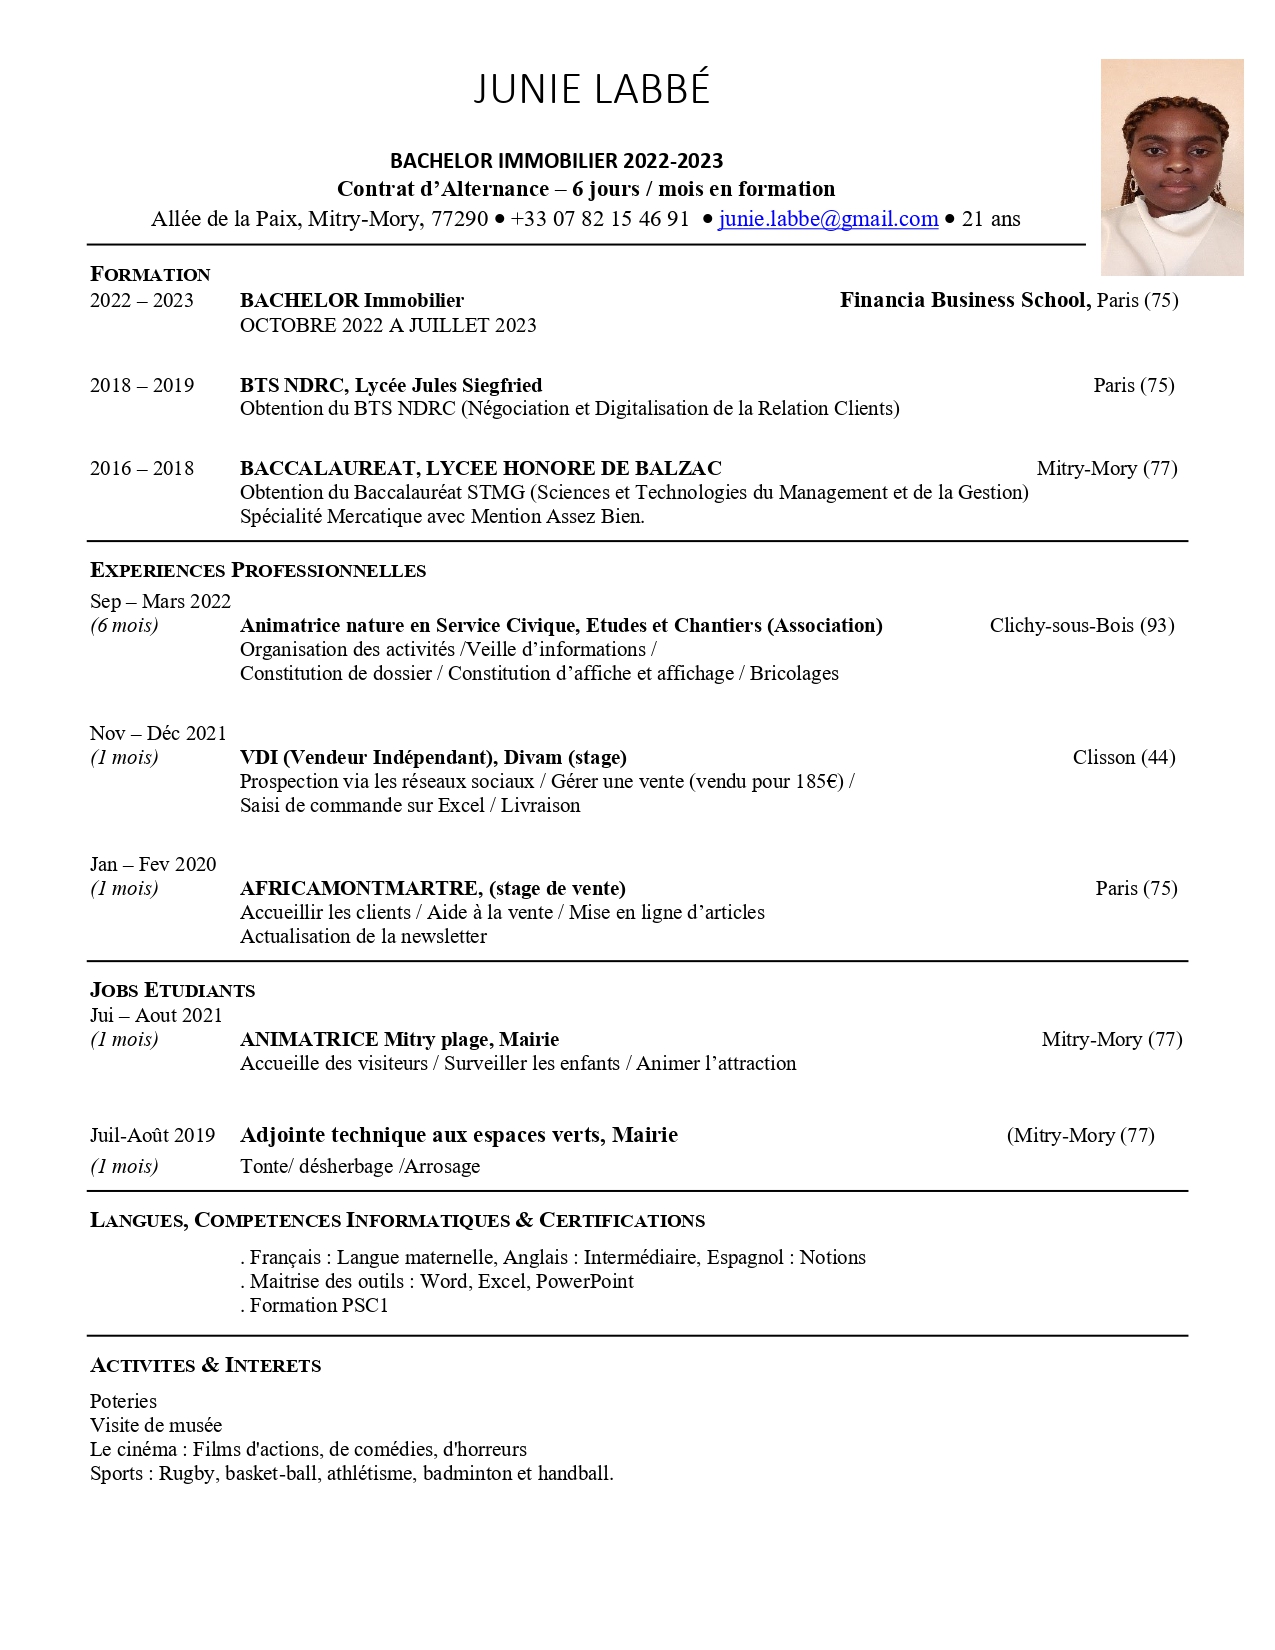 JUNIE LABBÉ
BACHELOR IMMOBILIER 2022-2023
Contrat d’Alternance – 6 jours / mois en formation
Allée de la Paix, Mitry-Mory, 77290 ● +33 07 82 15 46 91 ● junie.labbe@gmail.com ● 21 ans
FORMATION
2022 – 2023 BACHELOR Immobilier Financia Business School, Paris (75)
OCTOBRE 2022 A JUILLET 2023
2018 – 2019 BTS NDRC, Lycée Jules Siegfried Paris (75)
Obtention du BTS NDRC (Négociation et Digitalisation de la Relation Clients)
2016 – 2018 BACCALAUREAT, LYCEE HONORE DE BALZAC Mitry-Mory (77)
Obtention du Baccalauréat STMG (Sciences et Technologies du Management et de la Gestion)
Spécialité Mercatique avec Mention Assez Bien.
EXPERIENCES PROFESSIONNELLES
Sep – Mars 2022
(6 mois) Animatrice nature en Service Civique, Etudes et Chantiers (Association) Clichy-sous-Bois (93)
Organisation des activités /Veille d’informations /
Constitution de dossier / Constitution d’affiche et affichage / Bricolages
Nov – Déc 2021
(1 mois) VDI (Vendeur Indépendant), Divam (stage) Clisson (44)
Prospection via les réseaux sociaux / Gérer une vente (vendu pour 185€) /
Saisi de commande sur Excel / Livraison
Jan – Fev 2020
(1 mois) AFRICAMONTMARTRE, (stage de vente) Paris (75)
Accueillir les clients / Aide à la vente / Mise en ligne d’articles
Actualisation de la newsletter
JOBS ETUDIANTS
Jui – Aout 2021
(1 mois) ANIMATRICE Mitry plage, Mairie Mitry-Mory (77)
Accueille des visiteurs / Surveiller les enfants / Animer l’attraction
Juil-Août 2019 Adjointe technique aux espaces verts, Mairie (Mitry-Mory (77)
(1 mois) Tonte/ désherbage /Arrosage
LANGUES, COMPETENCES INFORMATIQUES & CERTIFICATIONS
. Français : Langue maternelle, Anglais : Intermédiaire, Espagnol : Notions
. Maitrise des outils : Word, Excel, PowerPoint
. Formation PSC1
ACTIVITES & INTERETS
Poteries
Visite de musée
Le cinéma : Films d'actions, de comédies, d'horreurs
Sports : Rugby, basket-ball, athlétisme, badminton et handball.